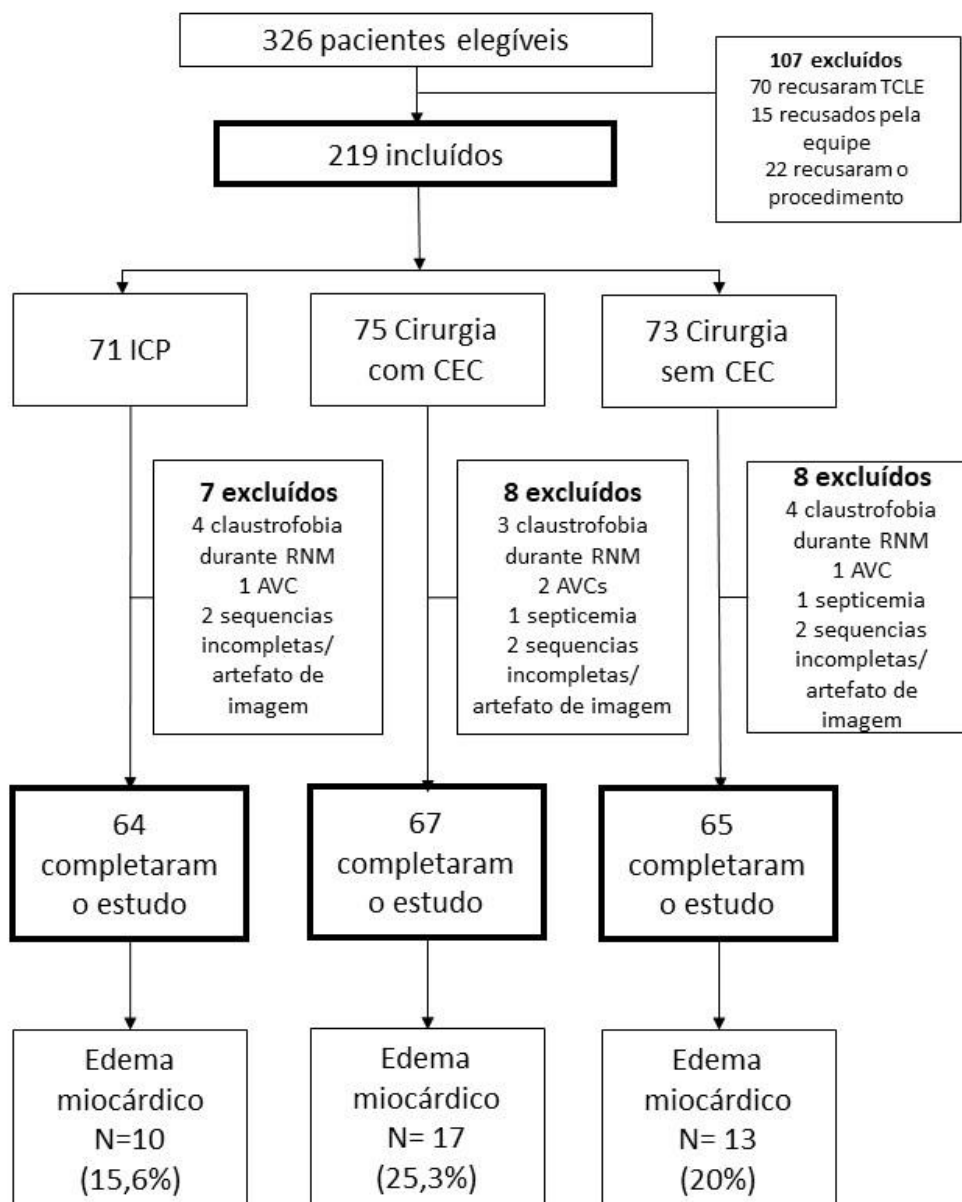 326 pacientes elegíveis
107 excluídos
70 recusaram TCLE
15 recusados pela
equipe
22 recusaram o
procedimento
219 incluídos
71 ICP
75 Cirurgia
com CEC
73 Cirurgia
sem CEC
7 excluídos
4 claustrofobia
durante RNM
1 AVC
2 sequencias
incompletas/
artefato de
imagem
8 excluídos
3 claustrofobia
durante RNM
2 AVCs
1 septicemia
2 sequencias
incompletas/
artefato de imagem
8 excluídos
4 claustrofobia
durante RNM
1 AVC
1 septicemia
2 sequencias
incompletas/
artefato de
imagem
64
completaram
o estudo
67
completaram
o estudo
65
completaram
o estudo
Edema
miocárdico
N=10
(15,6%)
Edema
miocárdico
N= 17
(25,3%)
Edema
miocárdico
N= 13
(20%)